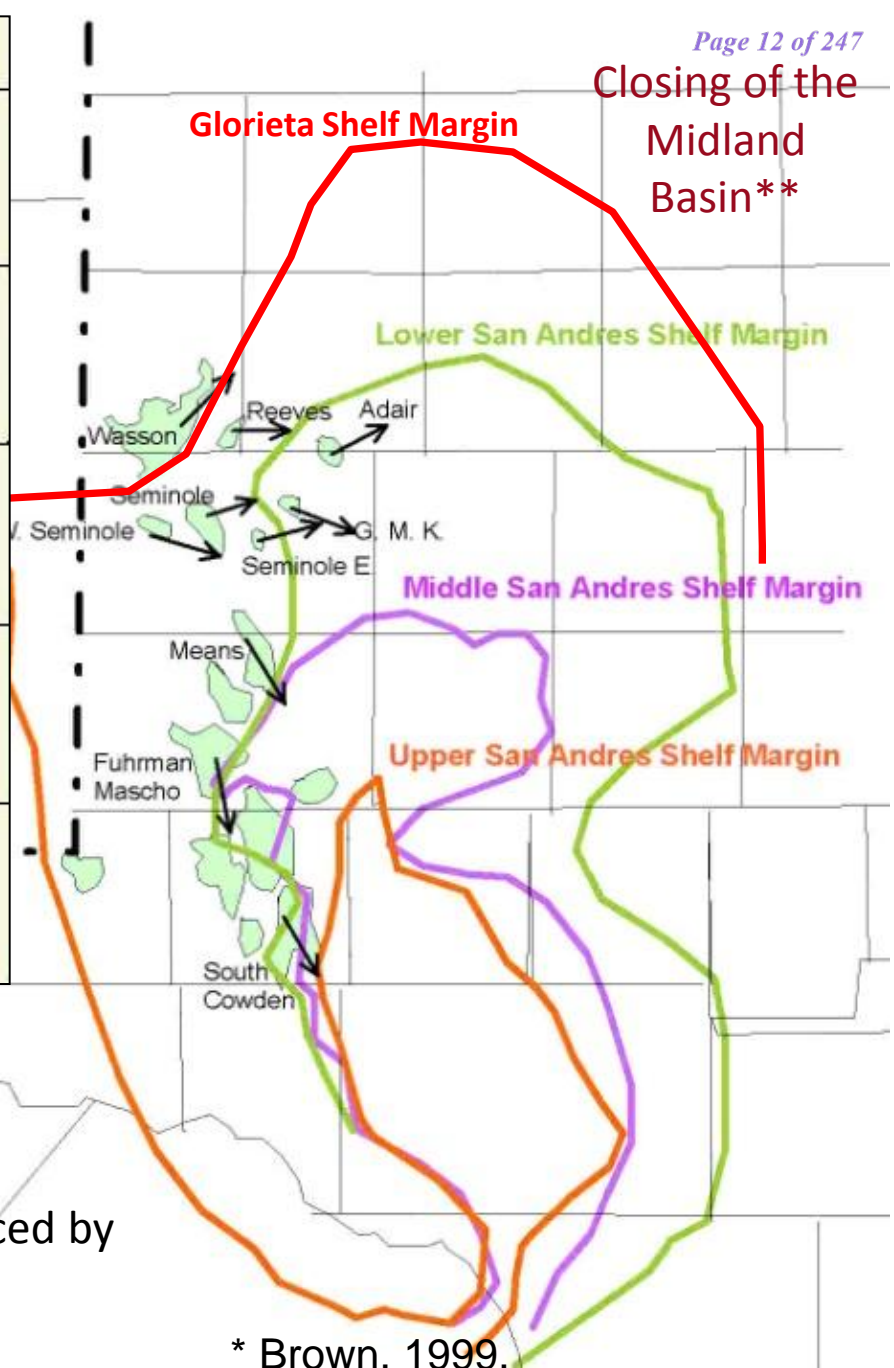 Page 12 of 247
Closing of the
Midland
Basin**
Glorieta Shelf Margin
Lower San Andres Shelf Margin
Reeves
Adair
Wasson
Seminole
. Seminole
G. M. K.
Seminole E
Middle San Andres Shelf Margin
Means
Upper San Andres Shelf Margin
Fuhrman
Mascho
South
Cowden
ced by
* Brown, 1999,